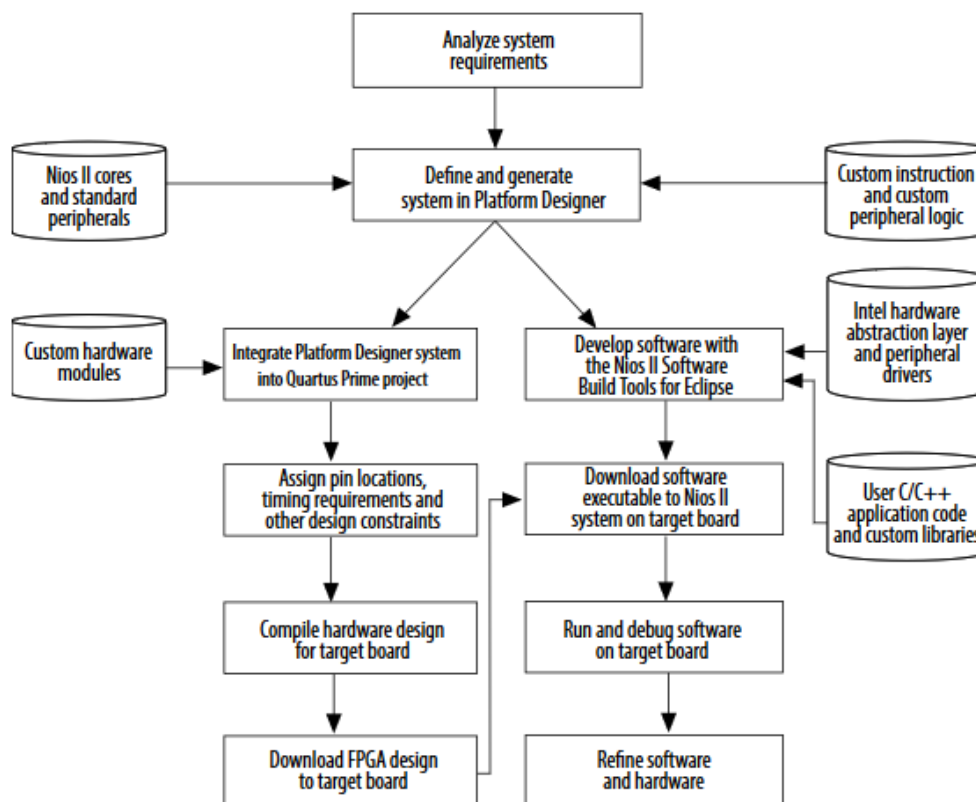 Analyze system
requirements
Nios II cores
and standard
peripherals
Define and generate
system in Platform Designer
Custom instruction
and custom
peripheral logic
Custom hardware
modules
Integrate Platform Designer system
into Quartus Prime project
Develop software with
the Nios II Software
Build Tools for Eclipse
Intel hardware
abstraction layer
and peripheral
drivers
Assign pin locations,
timing requirements and
other design constraints
Download software
executable to Nios II
system on target board
User C/C++
application code
and custom libraries
Compile hardware design
for target board
Run and debug software
on target board
Download FPGA design
to target board
Refine software
and hardware